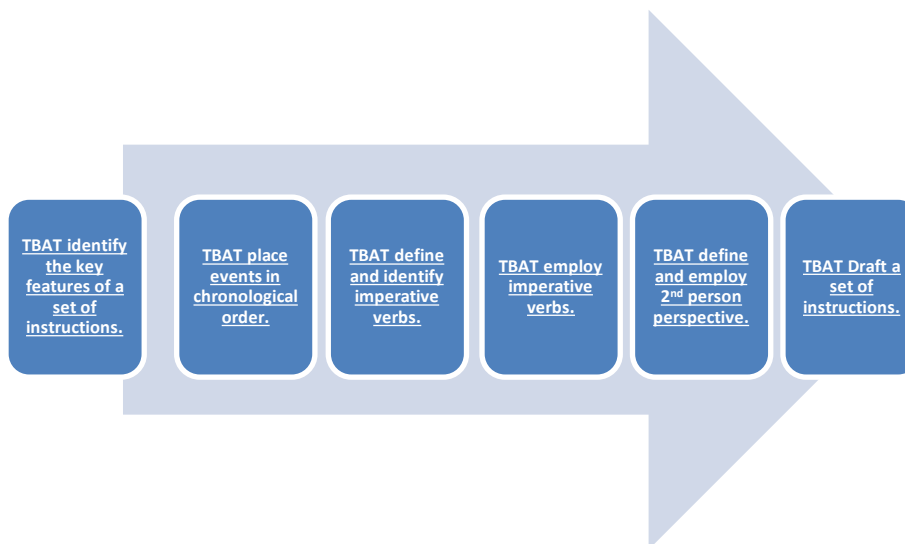 TBAT identify
the key
features of a
set of
instructions.
TBAT place
events in
chronological
order.
TBAT define
and identify
imperative
verbs.
TBAT employ
imperative
verbs.
TBAT define
and employ
2nd person
perspective.
TBAT Draft a
set of
instructions.